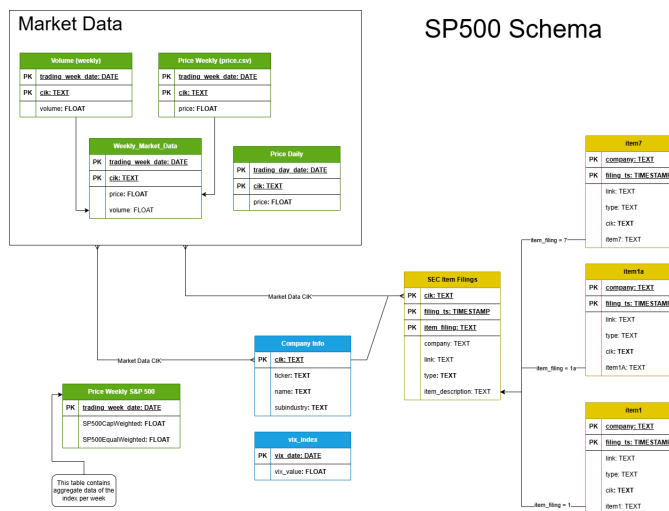 Market Data
SP500 Schema
Volume (weekly)
PK trading_week_date: DATE
PK cik: TEXT
volume: FLOAT
Price Weekly (price.csv)
PK trading_week_date: DATE
PK cik: TEXT
price: FLOAT
Weekly_Market_Data
PK trading_week_date: DATE
PK cik: TEXT
price: FLOAT
volume: FLOAT
Price Daily
PK trading_day_date: DATE
PK cik: TEXT
price: FLOAT
item7
PK company: TEXT
PK filing_ts: TIMESTAMP
link: TEXT
type: TEXT
cik: TEXT
item7: TEXT
item_filing = 7
item1a
PK company: TEXT
PK filing_ts: TIMESTAMP
link: TEXT
type: TEXT
cik: TEXT
item1A: TEXT
item_filing = 1a
SEC Item Filings
PK cik: TEXT
PK filing_ts: TIMESTAMP
PK item_filing: TEXT
company: TEXT
link: TEXT
type: TEXT
item_description: TEXT
Market Data CIK
Company Info
PK cik: TEXT
ticker: TEXT
name: TEXT
subindustry: TEXT
Market Data CIK
Price Weekly S&P 500
PK trading_week_date: DATE
SP500CapWeighted: FLOAT
SP500EqualWeighted: FLOAT
vix_index
PK vix_date: DATE
vix_value: FLOAT
This table contains
aggregate data of the
index per week
item1
PK company: TEXT
PK filing_ts: TIMESTAMP
link: TEXT
type: TEXT
cik: TEXT
item1: TEXT
item_filing = 1